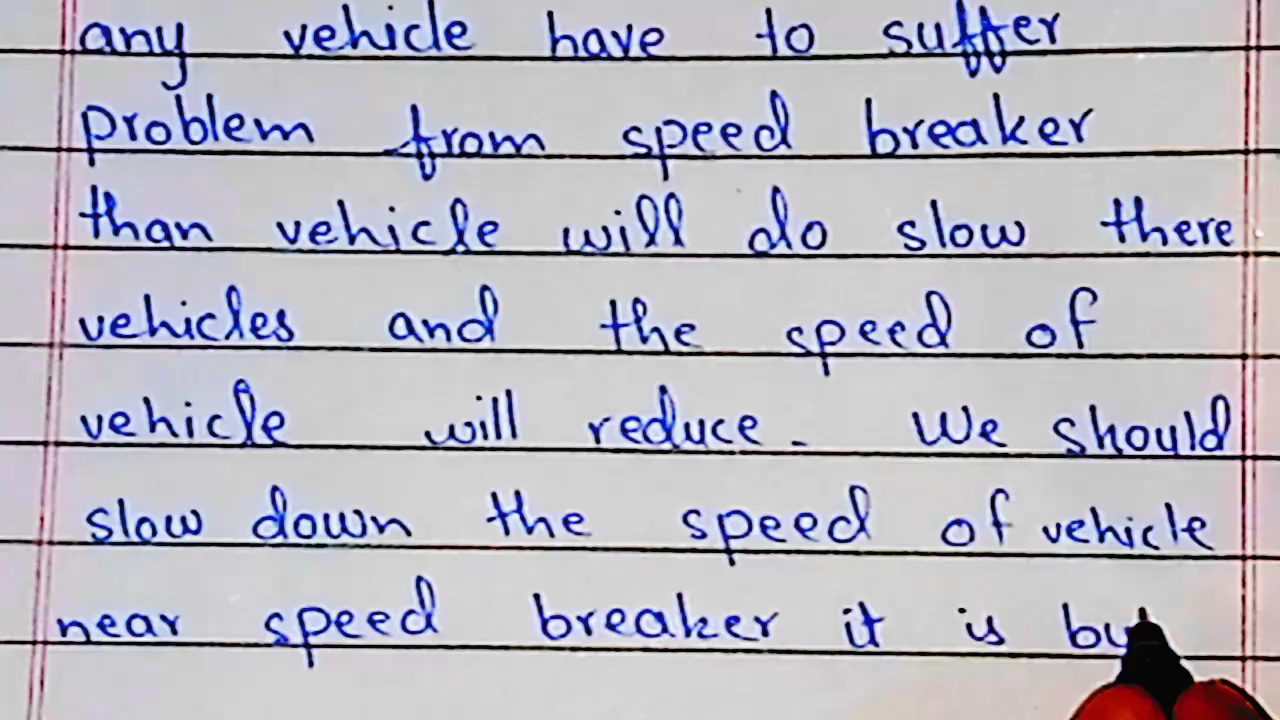 any vehicle have to suffer
problem from speed breaker
than vehicle will do slow there
vehicles and the speed of
vehicle will reduce. We should
slow down the speed of vehicle
near speed breaker it is